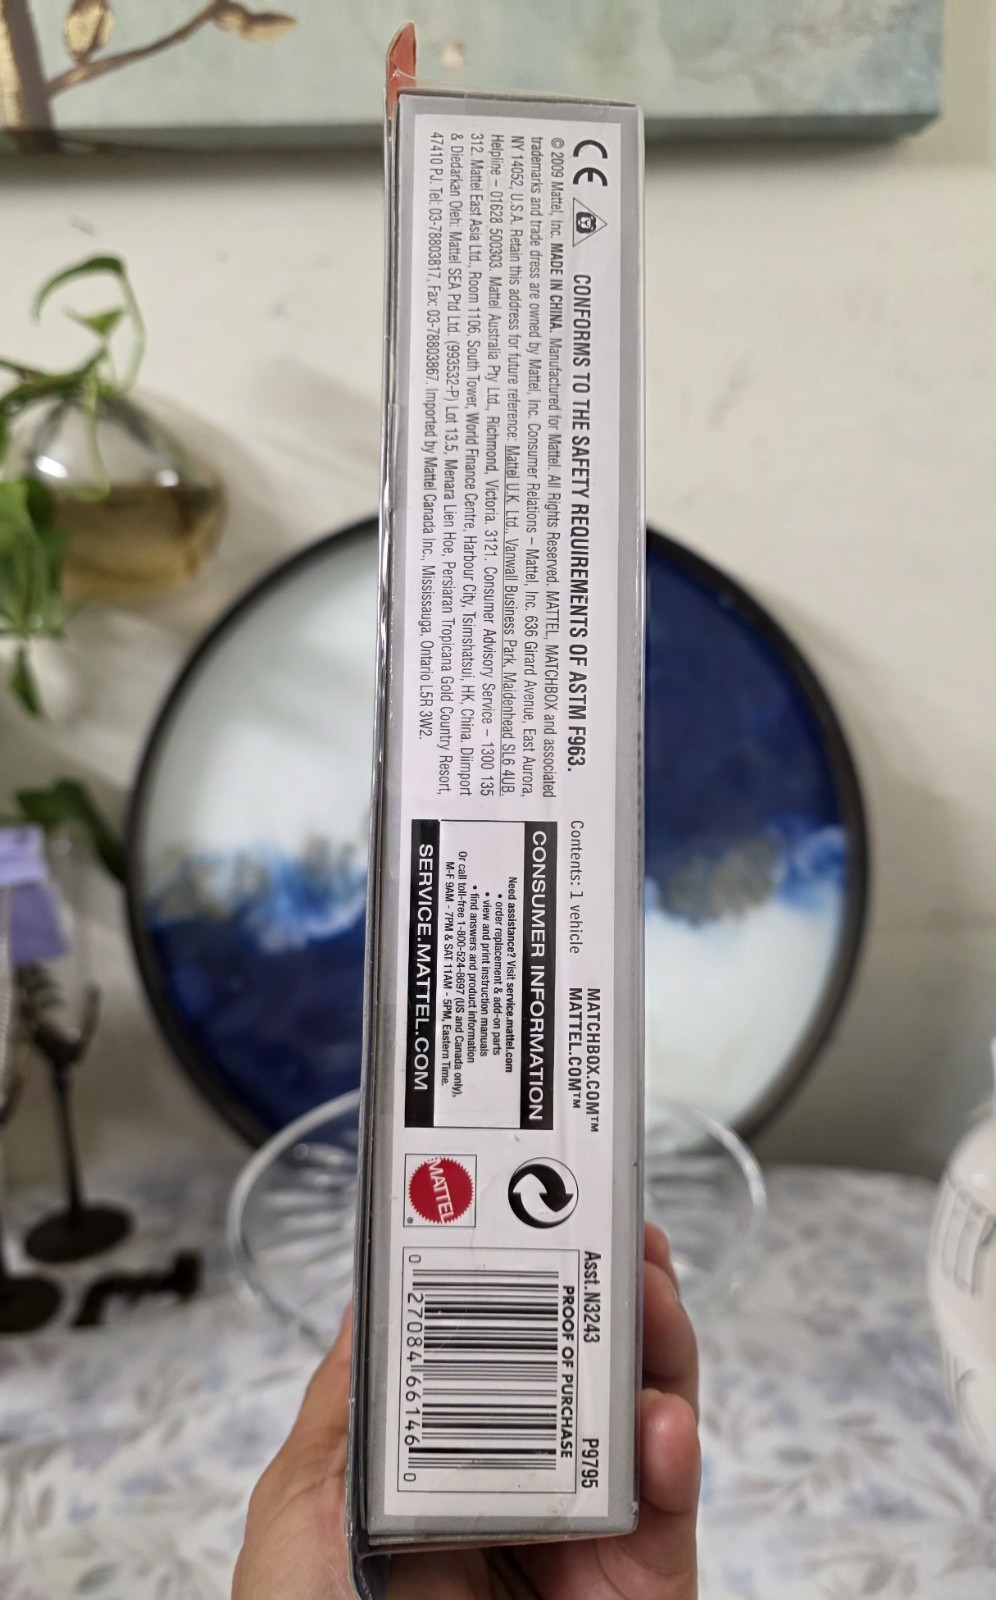 CE
CONFORMS TO THE SAFETY REQUIREMENTS OF ASTM F963.
© 2009 Mattel, Inc. MADE IN CHINA. Manufactured for Mattel. All Rights Reserved. MATTEL, MATCHBOX and associated
trademarks and trade dress are owned by Mattel, Inc. Consumer Relations – Mattel, Inc. 636 Girard Avenue, East Aurora,
NY 14052, U.S.A. Retain this address for future reference: Mattel U.K. Ltd., Vanwall Business Park, Maidenhead SL6 4UB.
Helpline – 01628 500303. Mattel Australia Pty Ltd., Richmond, Victoria. 3121. Consumer Advisory Service – 1300 135
312. Mattel East Asia Ltd., Room 1106, South Tower, World Finance Centre, Harbour City, Tsimshatsui, HK, China. Diimport
& Diedarkan Oleh: Mattel SEA Ptd Ltd. (993532-P) Lot 13.5, Menara Lien Hoe, Persiaran Tropicana Gold Country Resort,
47410 PJ. Tel: 03-78803817, Fax: 03-78803867. Imported by Mattel Canada Inc., Mississauga, Ontario L5R 3W2.
Contents: 1 vehicle
MATCHBOX.COM™
MATTEL.COM™
CONSUMER INFORMATION
Need assistance? Visit service.mattel.com
• order replacement & add-on parts
• view and print instruction manuals
• find answers and product information
Or call toll-free 1-800-524-8697 (US and Canada only),
M-F 9AM - 7PM & SAT 11AM - 5PM, Eastern Time.
SERVICE.MATTEL.COM
MATTEL
®
Asst. N3243
P9795
PROOF OF PURCHASE
0 27084 66146 0